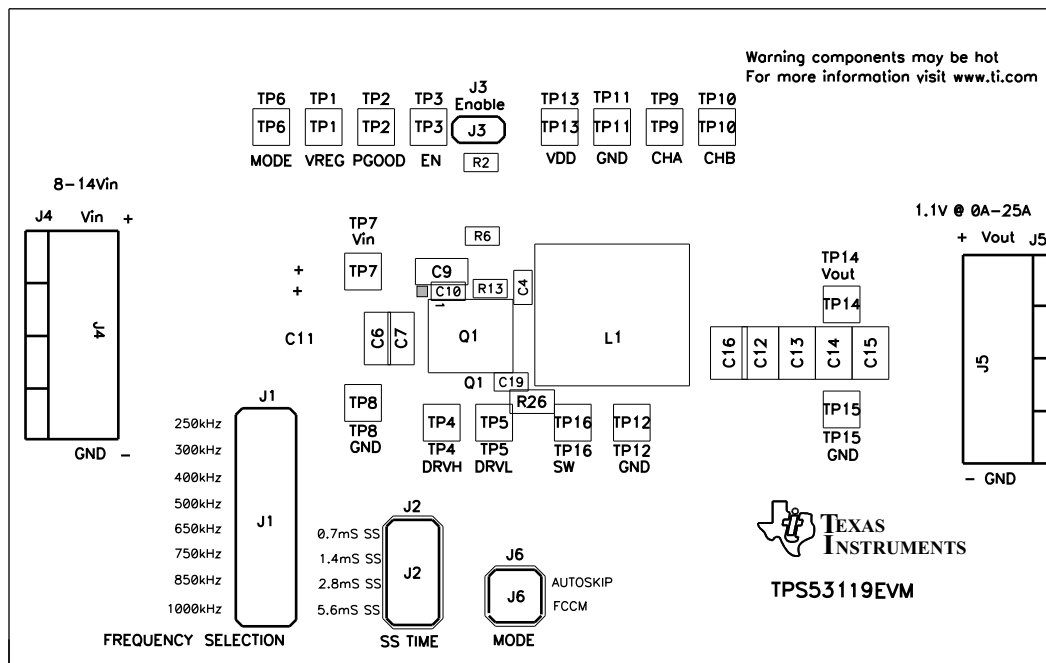 Warning components may be hot
For more information visit www.ti.com
J3
Enable
TP6 TP1 TP2 TP3 TP13 TP11 TP9 TP10
TP6 TP1 TP2 TP3 J3 TP13 TP11 TP9 TP10
MODE VREG PGOOD EN R2 VDD GND CHA CHB
8-14Vin
J4 Vin +
1.1V @ 0A-25A
+ Vout J5
TP7
Vin
R6
TP14
Vout
+ TP7 C9
+ C10 R13 C4
1
TP14
J4
C11 C6 C7 Q1 L1 C16 C12 C13 C14 C15
J5
Q1 C19
R26
TP8
TP8
GND
TP4 TP5 TP16 TP12
TP4 TP5 TP16 TP12
DRVH DRVL SW GND
TP15
TP15
GND
GND -
- GND
J1
J1
250kHz
300kHz
400kHz
500kHz
650kHz
750kHz
850kHz
1000kHz
FREQUENCY SELECTION
J2
J2
0.7mS SS
1.4mS SS
2.8mS SS
5.6mS SS
SS TIME
J6
J6
AUTOSKIP
FCCM
MODE
TEXAS
INSTRUMENTS
TPS53119EVM